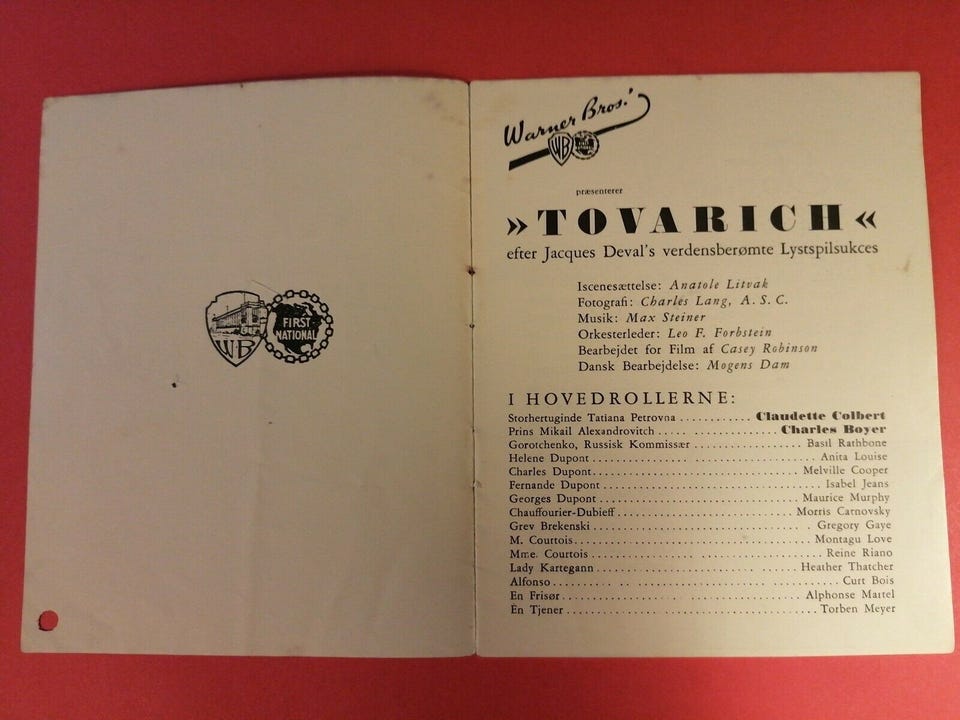 WB
FIRST
NATIONAL
Warner Bros.'
WB
FIRST
NATIONAL
præsenterer
»TOVARICH«
efter Jacques Deval's verdensberømte Lystspilsukces
Iscenesættelse: Anatole Litvak
Fotografi: Charles Lang, A. S. C.
Musik: Max Steiner
Orkesterleder: Leo F. Forbstein
Bearbejdet for Film af Casey Robinson
Dansk Bearbejdelse: Mogens Dam
I HOVEDROLLERNE:
Storhertuginde Tatiana Petrovna ........... Claudette Colbert
Prins Mikail Alexandrovitch ..... .................. Charles Boyer
Gorotchenko, Russisk Kommissær .................... Basil Rathbone
Helene Dupont ........................................ Anita Louise
Charles Dupont........................................ Melville Cooper
Fernande Dupont ...................................... Isabel Jeans
Georges Dupont ..................................... Maurice Murphy
Chauffourier-Dubieff ................................ Morris Carnovsky
Grev Brekenski ....................................... Gregory Gaye
M. Courtois.......................................... Montagu Love
Mme. Courtois ........................................ Reine Riano
Lady Kartegann ..................................... Heather Thatcher
Alfonso ............................................... Curt Bois
En Frisør............................................ Alphonse Martel
En Tjener ............................................ Torben Meyer